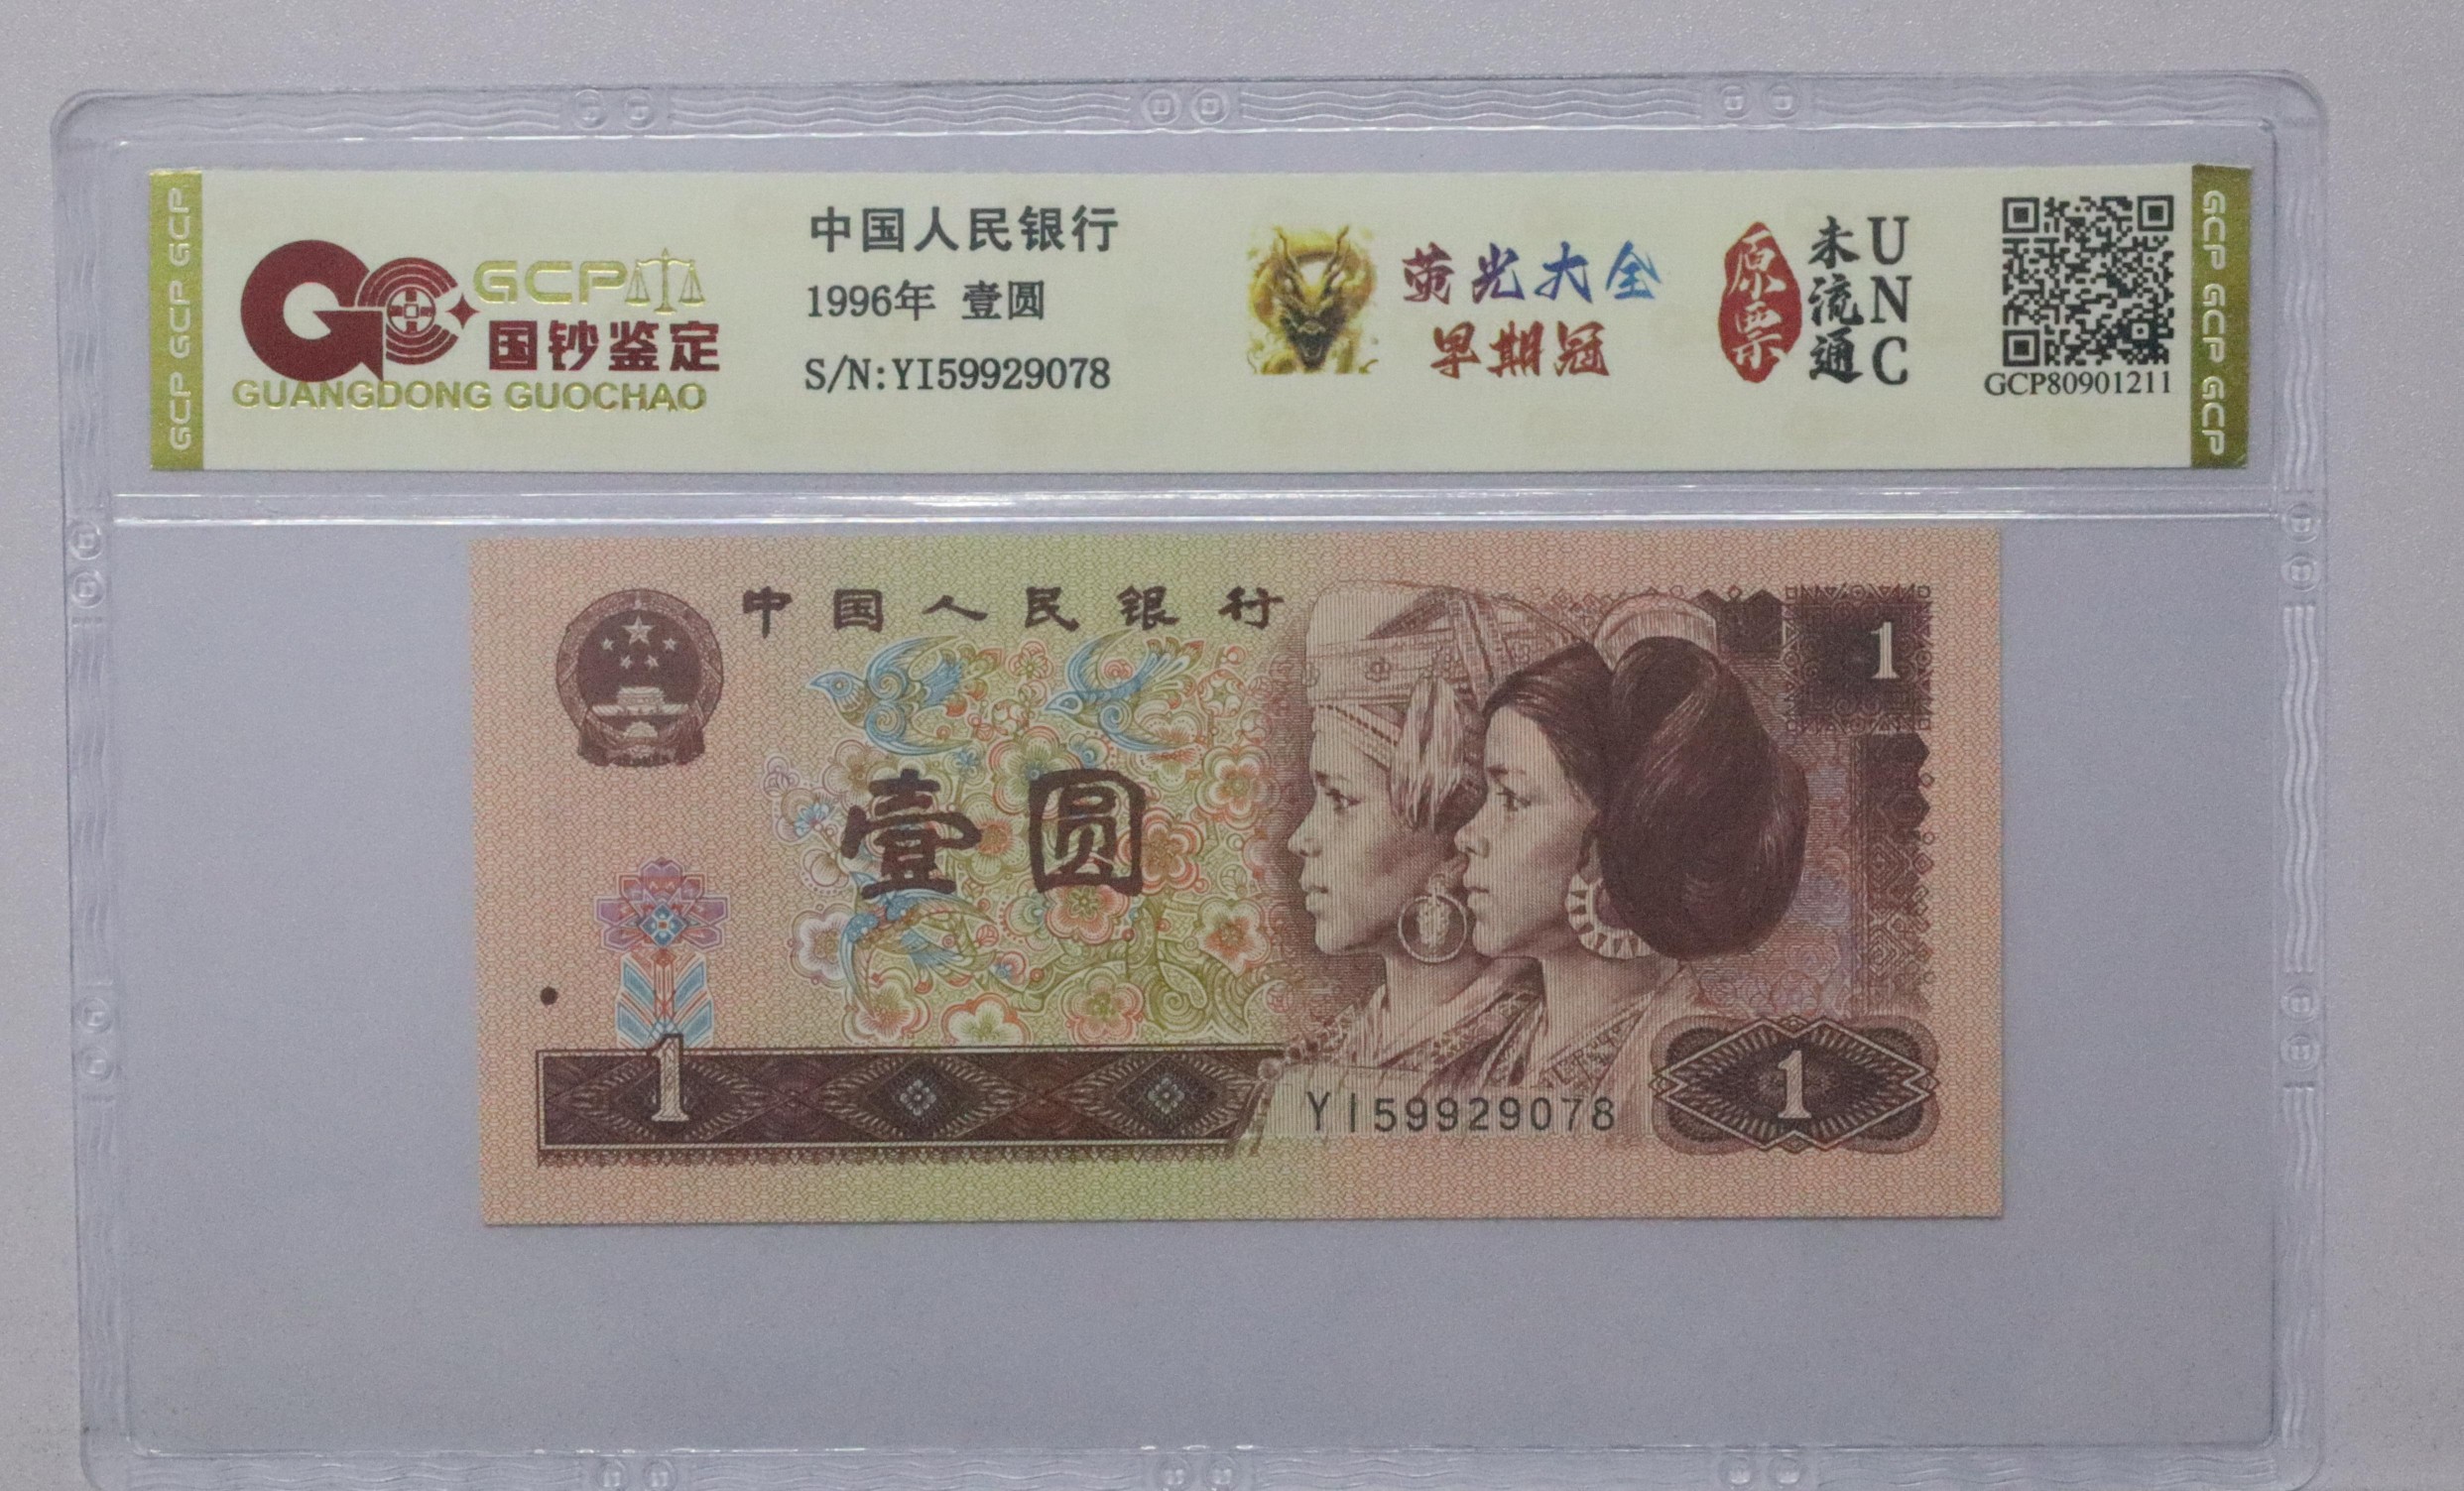 GCP GCP GCP
GCP
国钞鉴定
GUANGDONG GUOCHAO
中国人民银行
1996年 壹圆
S/N:YI59929078
荧光大全
早期冠
原票
未流通
UNC
GCP80901211
GCP GCP GCP
中国人民银行
1
壹圆
1
YI59929078
1